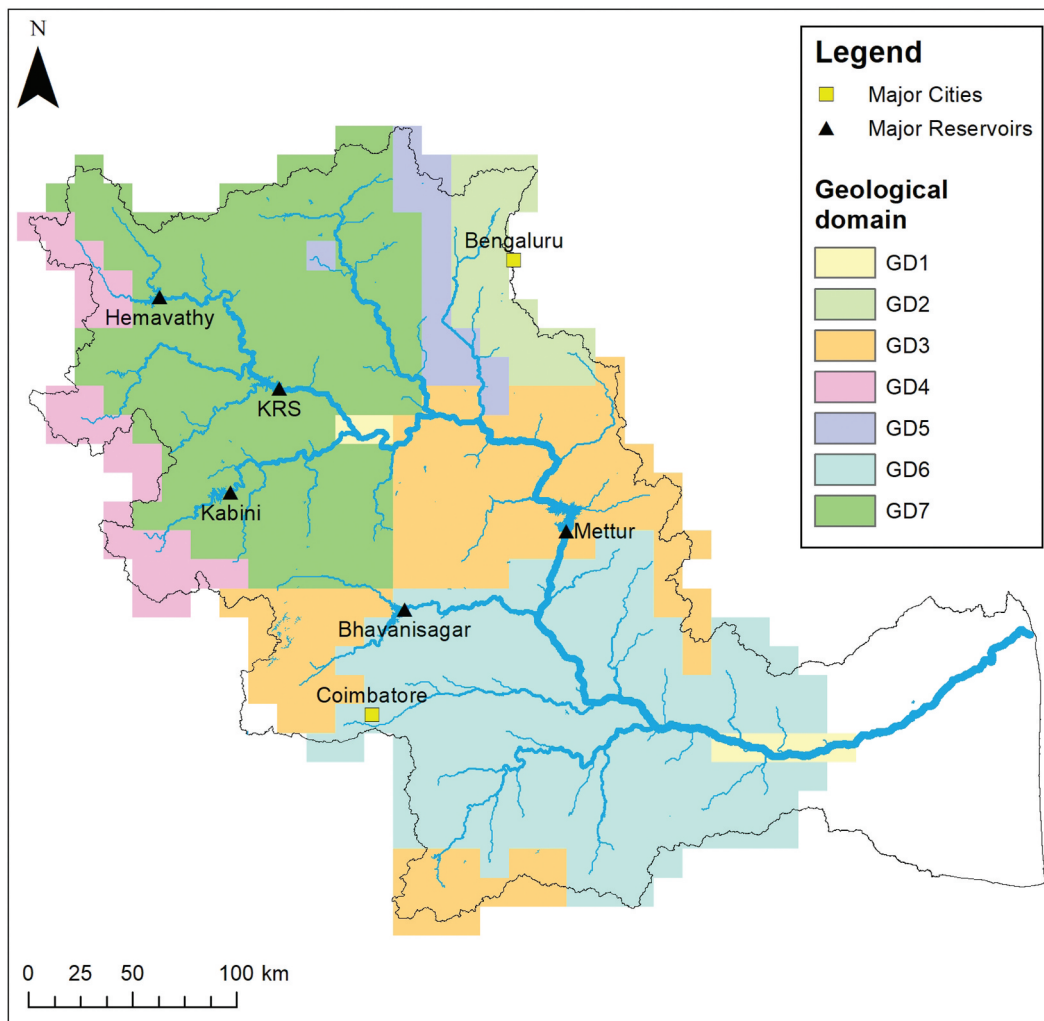 N
Legend
Major Cities
Major Reservoirs
Geological
domain
GD1
GD2
GD3
GD4
GD5
GD6
GD7
Bengaluru
Hemavathy
KRS
Kabini
Mettur
Bhavanisagar
Coimbatore
0 25 50 100 km